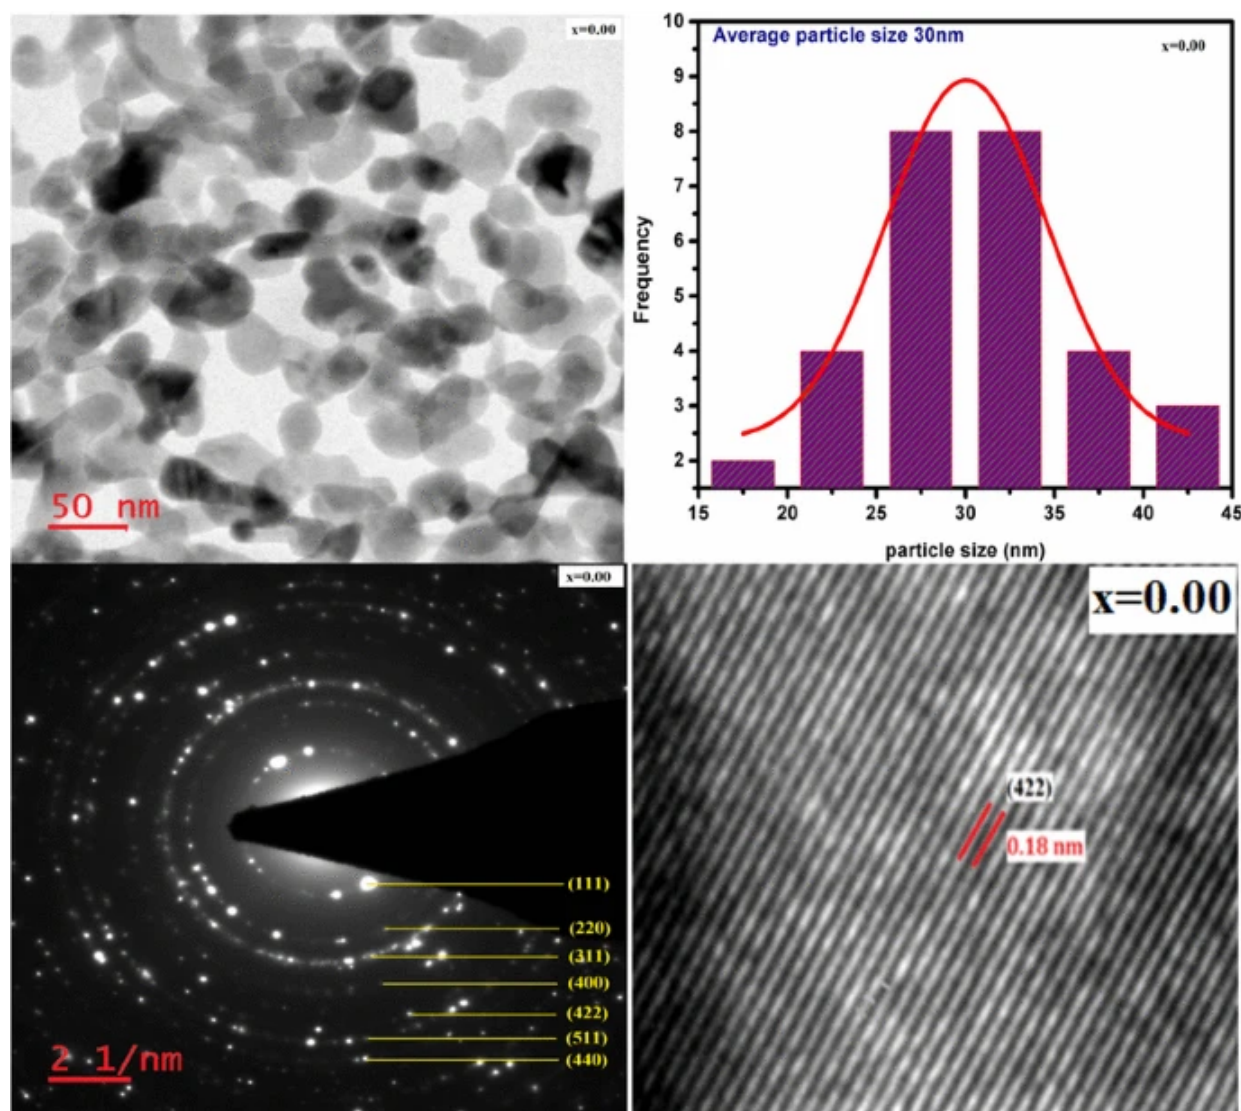 x=0.00
50 nm
Average particle size 30nm
x=0.00
10
9
8
7
6
5
4
3
2
Frequency
15 20 25 30 35 40 45
particle size (nm)
x=0.00
(111)
(220)
(311)
(400)
(422)
(511)
(440)
2 1/nm
x=0.00
(422)
0.18 nm